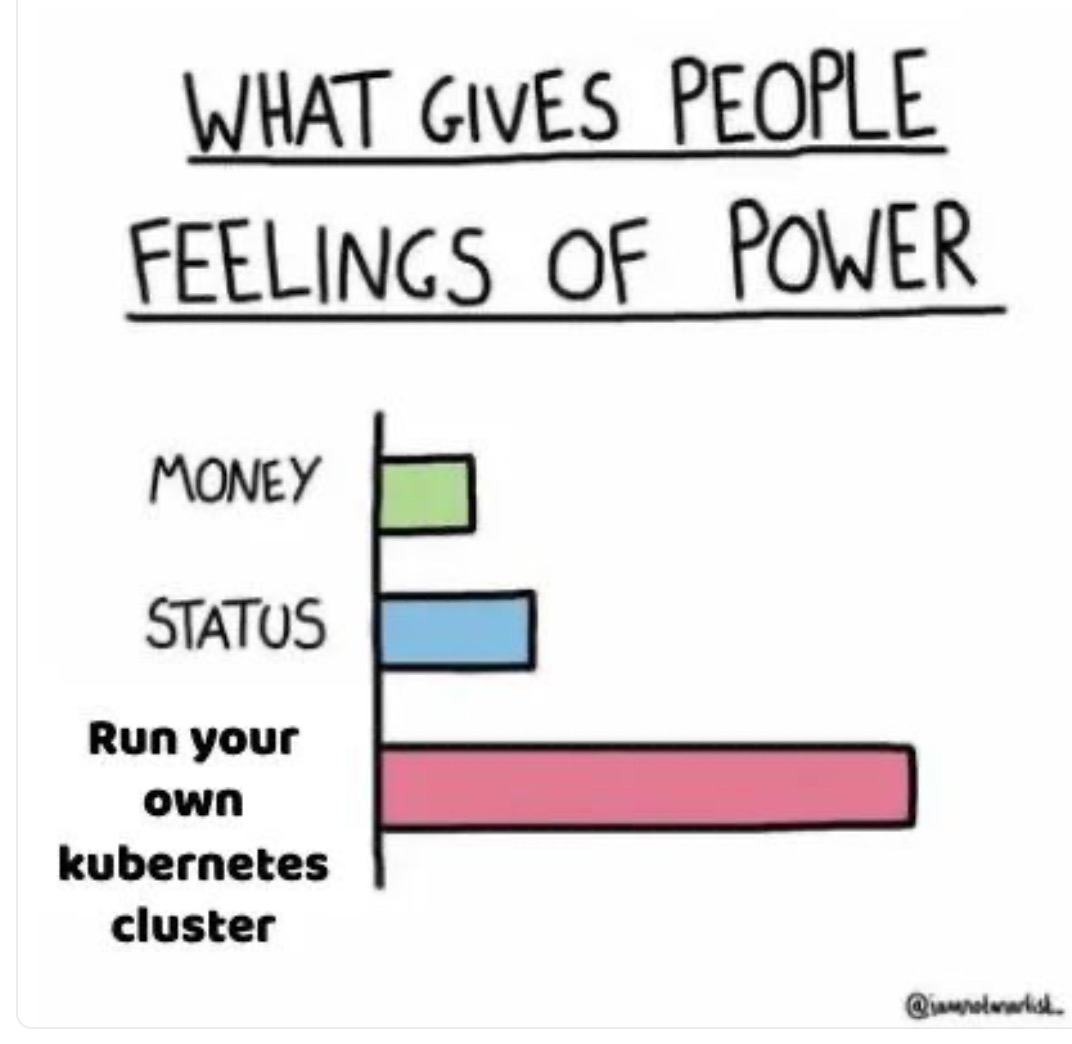 WHAT GIVES PEOPLE
FEELINGS OF POWER
MONEY
STATUS
Run your
own
kubernetes
cluster